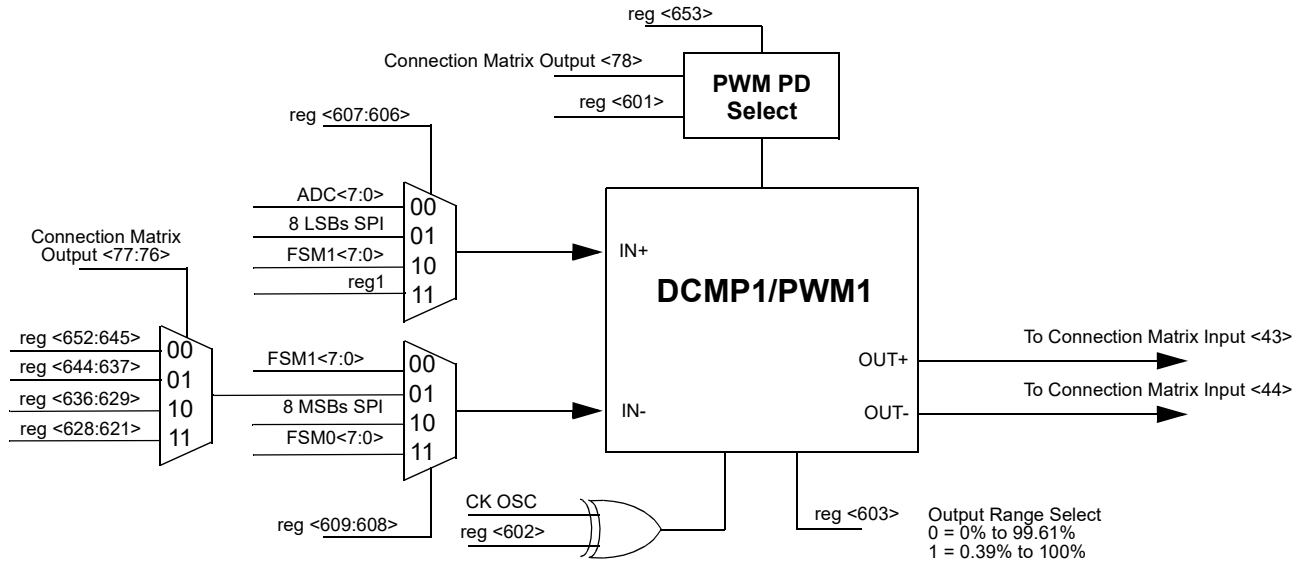 reg <653>
Connection Matrix Output <78>
PWM PD
Select
reg <601>
reg <607:606>
ADC<7:0>
00
8 LSBs SPI
01
FSM1<7:0>
10
reg1
11
Connection Matrix
Output <77:76>
IN+
DCMP1/PWM1
reg <652:645>
00
reg <644:637>
01
reg <636:629>
10
reg <628:621>
11
FSM1<7:0>
00
01
8 MSBs SPI
10
FSM0<7:0>
11
IN-
OUT+
To Connection Matrix Input <43>
OUT-
To Connection Matrix Input <44>
reg <609:608>
CK OSC
reg <602>
reg <603>
Output Range Select
0 = 0% to 99.61%
1 = 0.39% to 100%